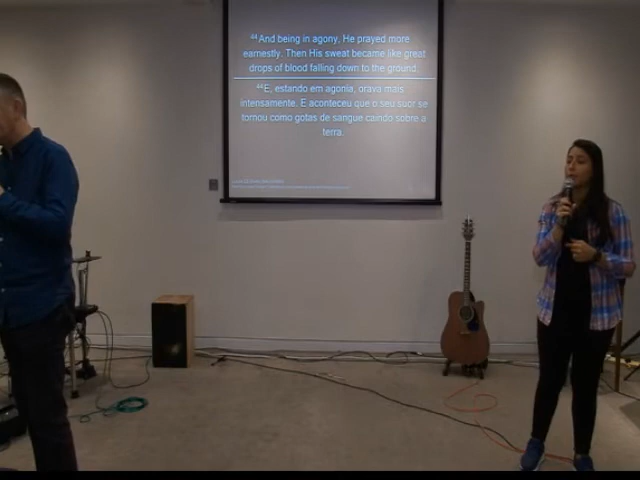 ⁴⁴And being in agony, He prayed more
earnestly. Then His sweat became like great
drops of blood falling down to the ground.
⁴⁴E, estando em agonia, orava mais
intensamente. E aconteceu que o seu suor se
tornou como gotas de sangue caindo sobre a
terra.